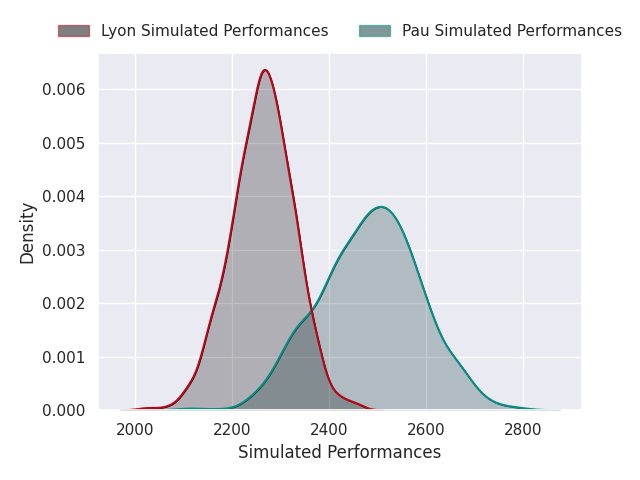 Lyon Simulated Performances Pau Simulated Performances
0.006
0.005
0.004
0.003
0.002
0.001
0.000
Density
2000 2200 2400 2600 2800
Simulated Performances